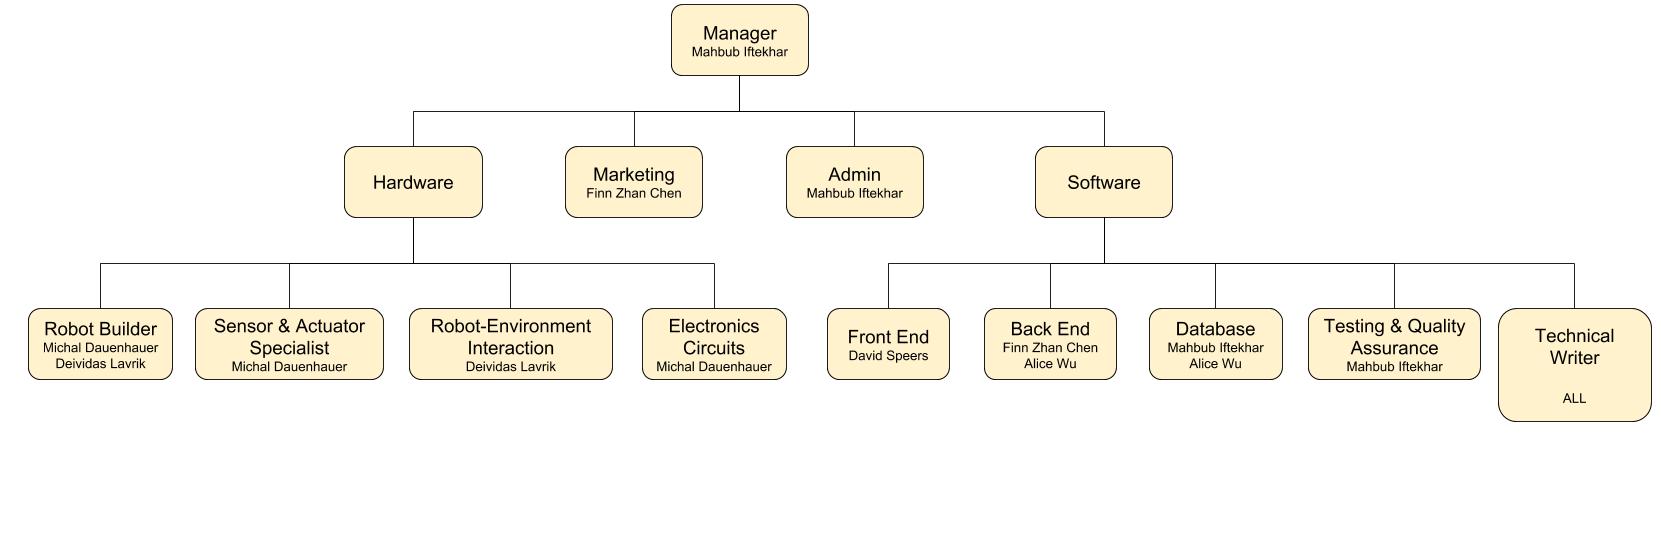 Manager
Mahbub Iftekhar
Hardware
Marketing
Finn Zhan Chen
Admin
Mahbub Iftekhar
Software
Robot Builder
Michal Dauenhauer
Deividas Lavrik
Sensor & Actuator
Specialist
Michal Dauenhauer
Robot-Environment
Interaction
Deividas Lavrik
Electronics
Circuits
Michal Dauenhauer
Front End
David Speers
Back End
Finn Zhan Chen
Alice Wu
Database
Mahbub Iftekhar
Alice Wu
Testing & Quality
Assurance
Mahbub Iftekhar
Technical
Writer
ALL